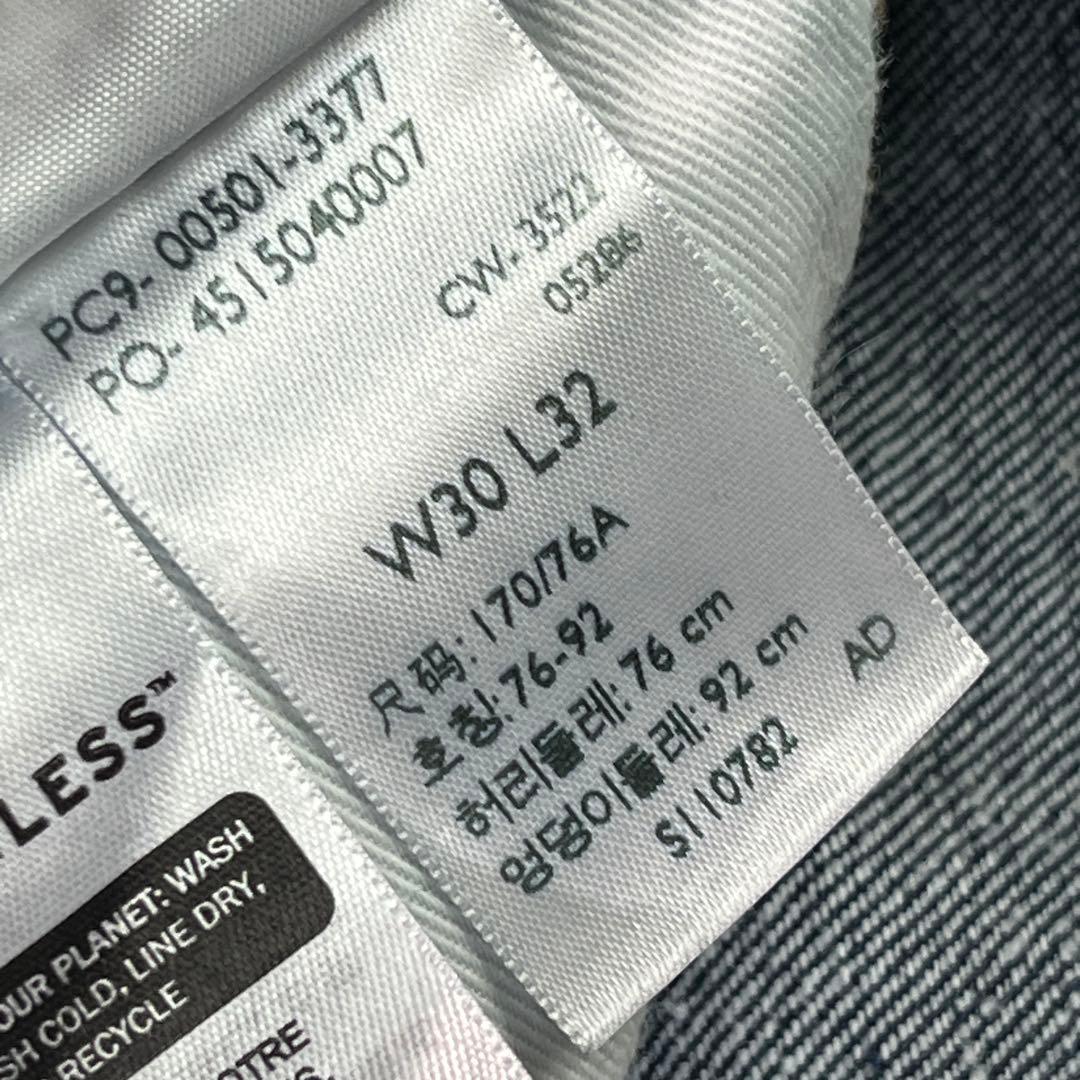 PC9- 00501-3377
PO- 4515040007
CW- 3522
05286
W30 L32
尺码: 170/76A
호칭: 76-92
허리둘레: 76 cm
엉덩이둘레: 92 cm
S110782
AD
LESS™
OUR PLANET: WASH
COLD, LINE DRY,
RECYCLE